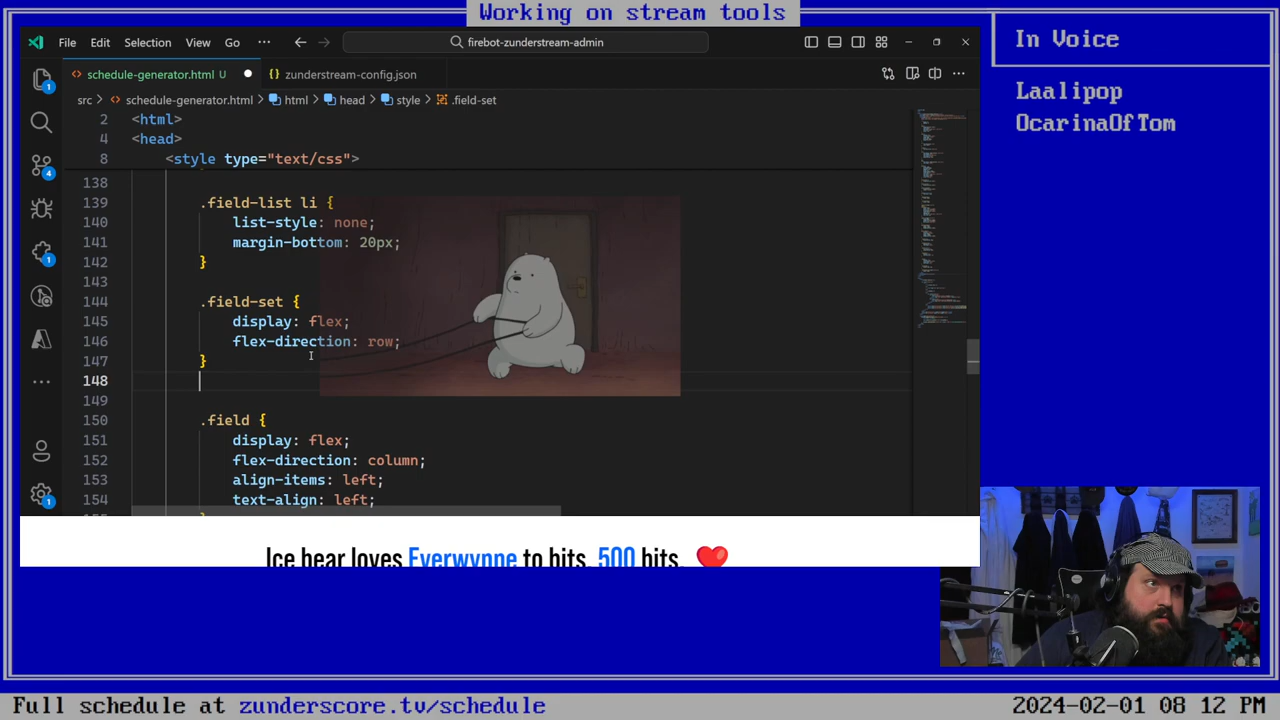 Working on stream tools
File Edit Selection View Go ... firebot-zunderstream-admin
schedule-generator.html U zunderstream-config.json
src > schedule-generator.html > html > head > style > .field-set
2 <html>
4 <head>
8 <style type="text/css">
138
139 .field-list li {
140 list-style: none;
141 margin-bottom: 20px;
142 }
143
144 .field-set {
145 display: flex;
146 flex-direction: row;
147 }
148
149
150 .field {
151 display: flex;
152 flex-direction: column;
153 align-items: left;
154 text-align: left;
Ice bear loves Everwynne to bits. 500 bits.
In Voice
Laalipop
OcarinaOfTom
Full schedule at zunderscore.tv/schedule
2024-02-01 08 12 PM